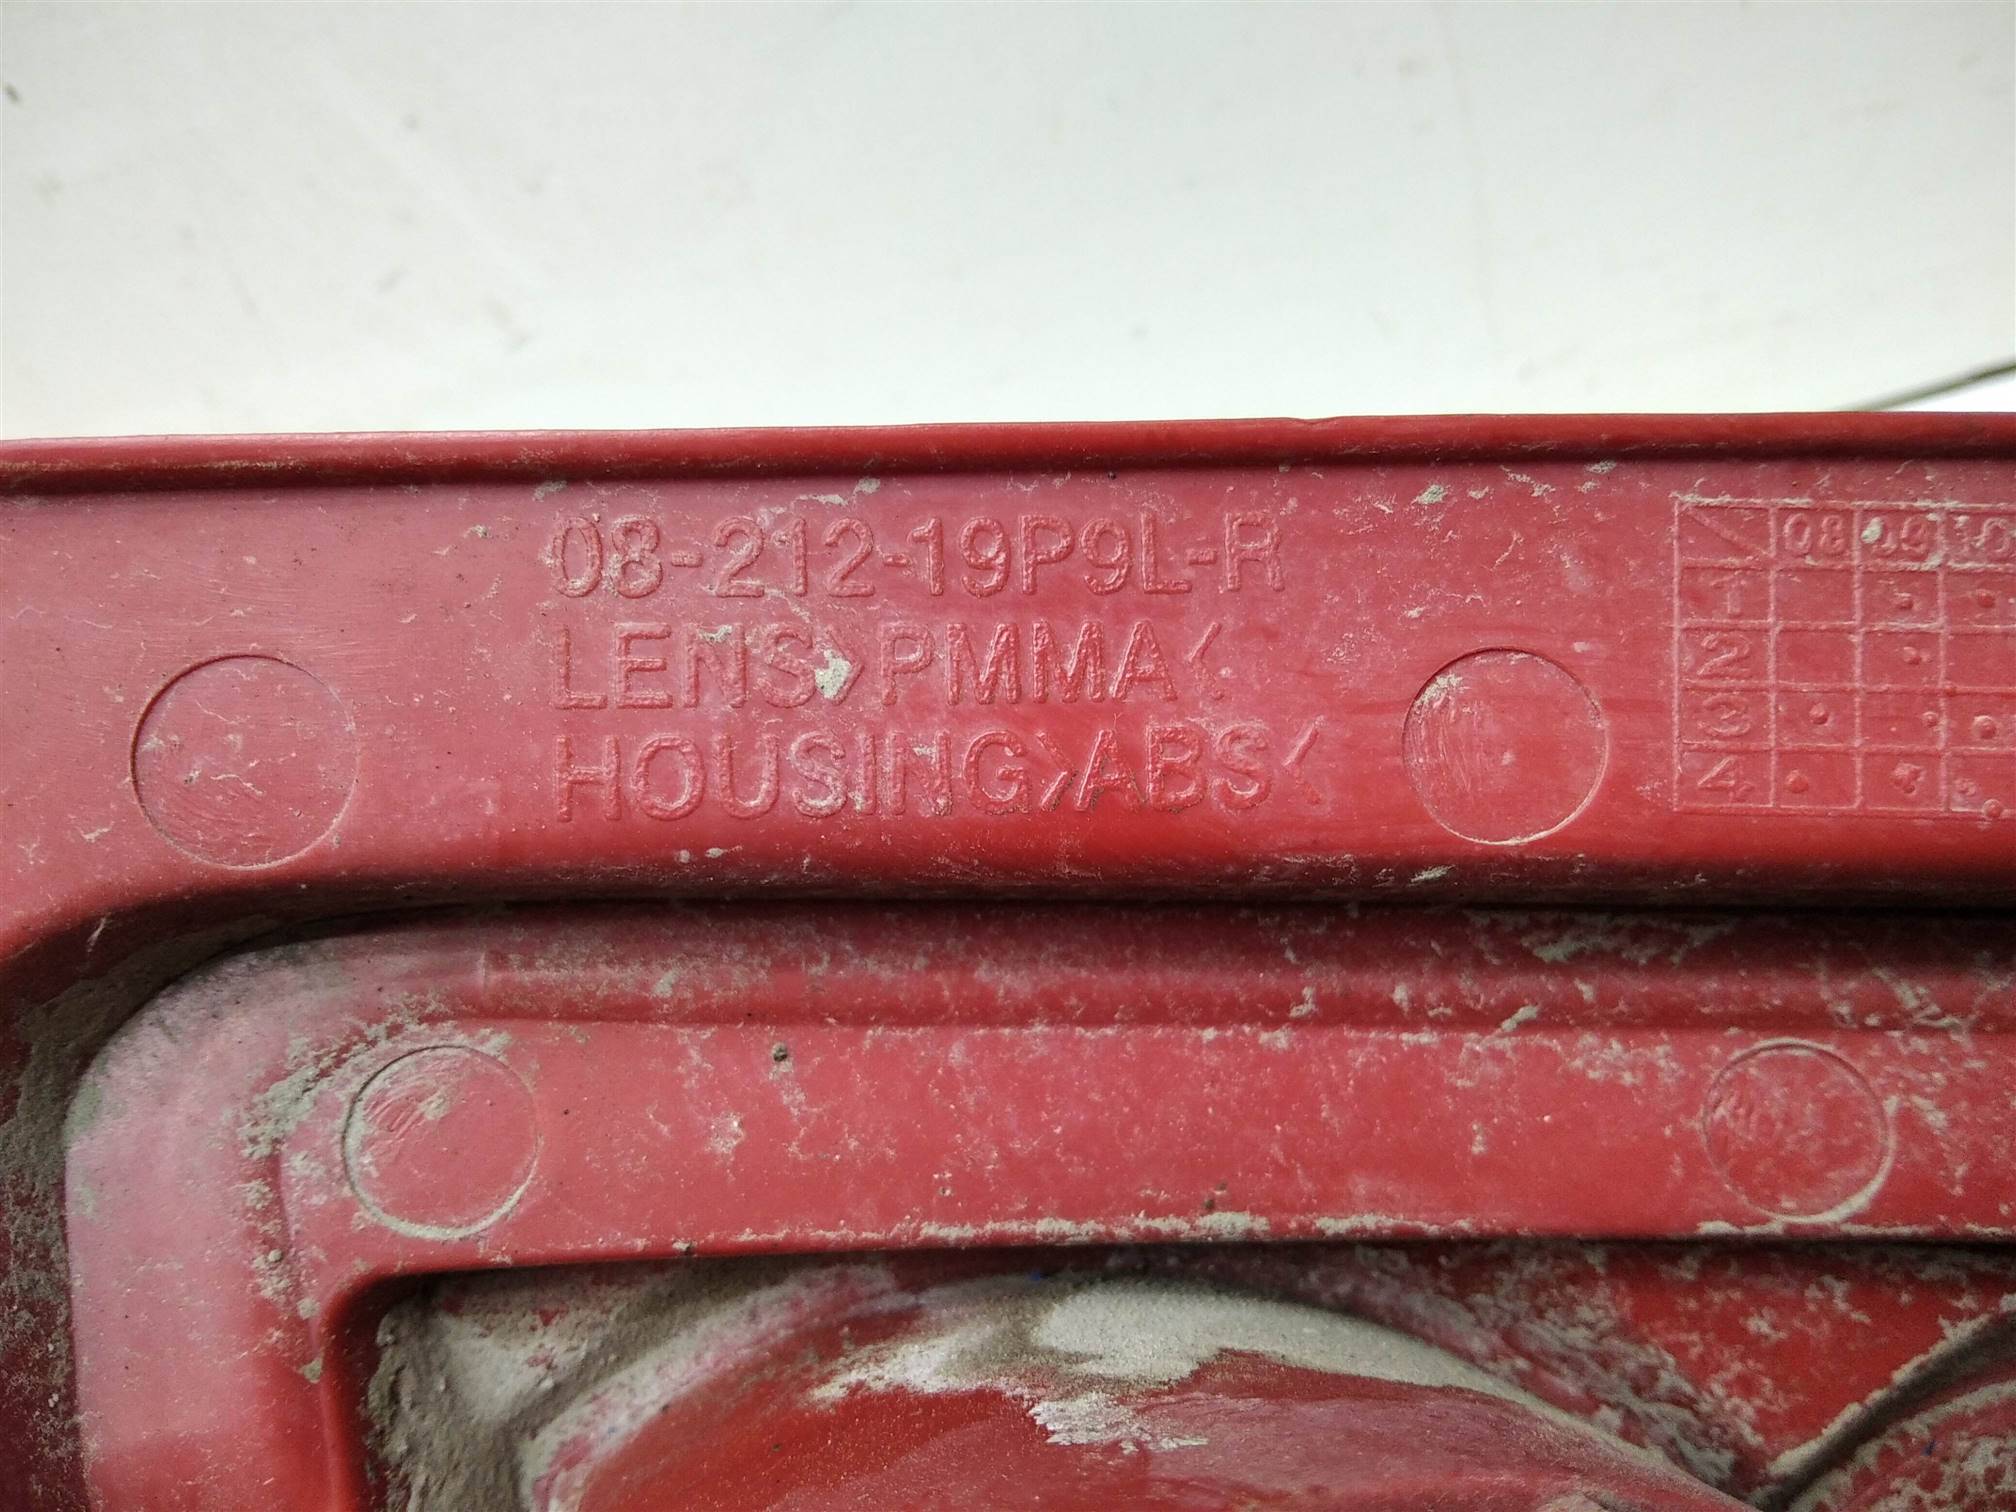 08-212-19P9L-R
LENS>PMMA<
HOUSING>ABS<
08 09 10
1
2
3
4